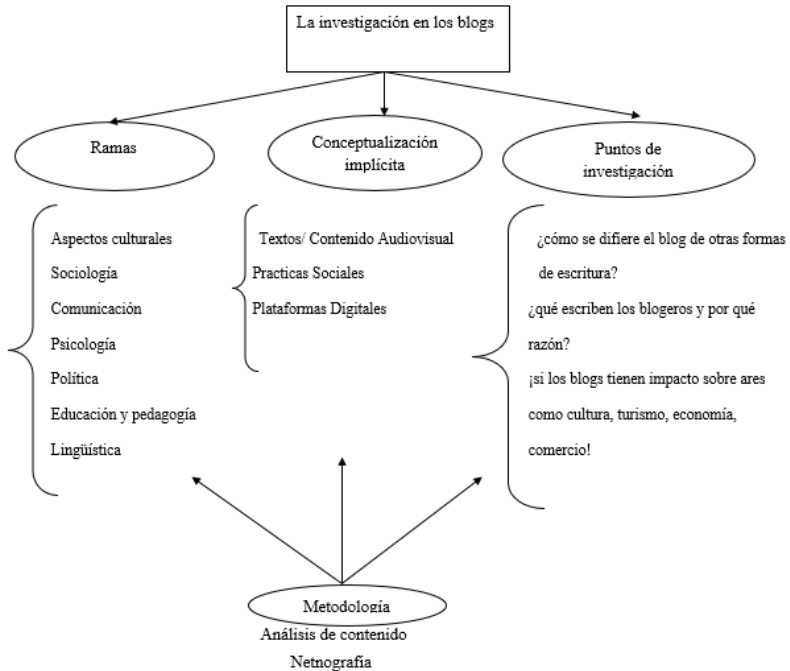 La investigación en los blogs
Ramas
Conceptualización
implícita
Puntos de
investigación
Aspectos culturales
Sociología
Comunicación
Psicología
Política
Educación y pedagogía
Lingüística
Textos/ Contenido Audiovisual
Practicas Sociales
Plataformas Digitales
¿cómo se difiere el blog de otras formas
de escritura?
¿qué escriben los blogeros y por qué
razón?
¡si los blogs tienen impacto sobre ares
como cultura, turismo, economía,
comercio!
Metodología
Análisis de contenido
Netnografía